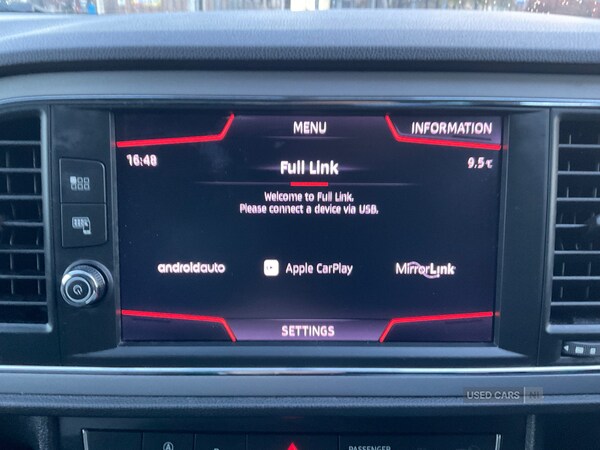 MENU
INFORMATION
16:48
Full Link
9.5℃
Welcome to Full Link.
Please connect a device via USB.
androidauto
Apple CarPlay
MirrorLink
SETTINGS
USED CARS NI
A
PASSENGER